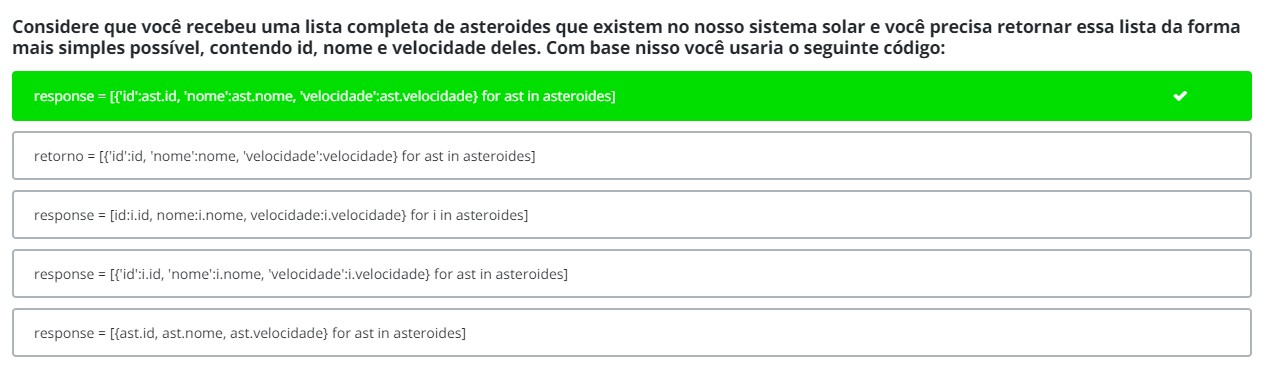 Considere que você recebeu uma lista completa de asteroides que existem no nosso sistema solar e você precisa retornar essa lista da forma
mais simples possível, contendo id, nome e velocidade deles. Com base nisso você usaria o seguinte código:
response = [{'id':ast.id, 'nome':ast.nome, 'velocidade':ast.velocidade} for ast in asteroides]
retorno = [{'id':id, 'nome':nome, 'velocidade':velocidade} for ast in asteroides]
response = [id:i.id, nome:i.nome, velocidade:i.velocidade} for i in asteroides]
response = [{'id':i.id, 'nome':i.nome, 'velocidade':i.velocidade} for ast in asteroides]
response = [{ast.id, ast.nome, ast.velocidade} for ast in asteroides]